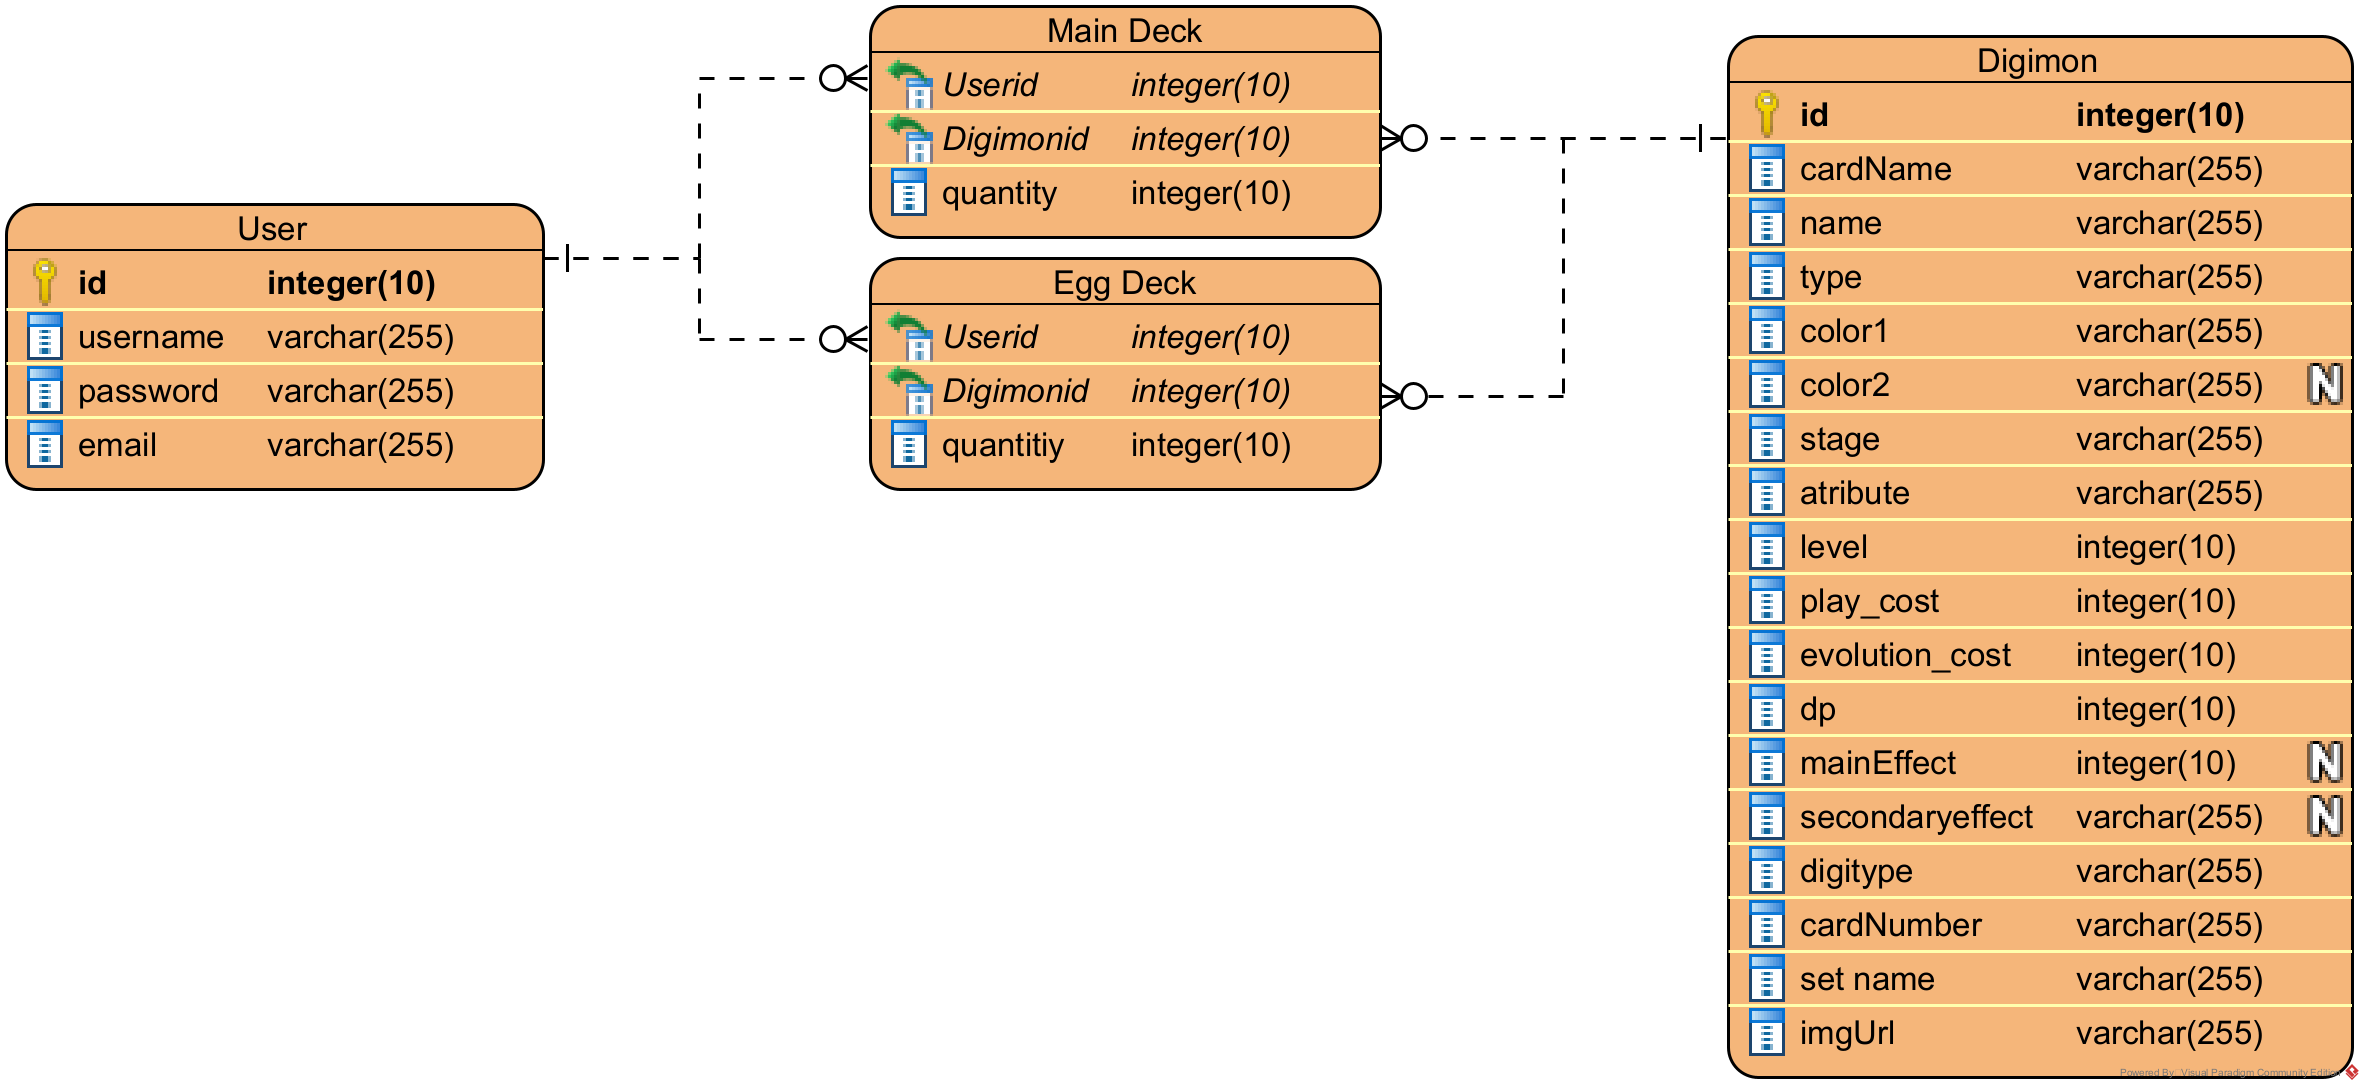 User
id integer(10)
username varchar(255)
password varchar(255)
email varchar(255)
Main Deck
Userid integer(10)
Digimonid integer(10)
quantity integer(10)
Egg Deck
Userid integer(10)
Digimonid integer(10)
quantitiy integer(10)
Digimon
id integer(10)
cardName varchar(255)
name varchar(255)
type varchar(255)
color1 varchar(255)
color2 varchar(255) N
stage varchar(255)
atribute varchar(255)
level integer(10)
play_cost integer(10)
evolution_cost integer(10)
dp integer(10)
mainEffect integer(10) N
secondaryeffect varchar(255) N
digitype varchar(255)
cardNumber varchar(255)
set name varchar(255)
imgUrl varchar(255)
Powered By: Visual Paradigm Community Edition